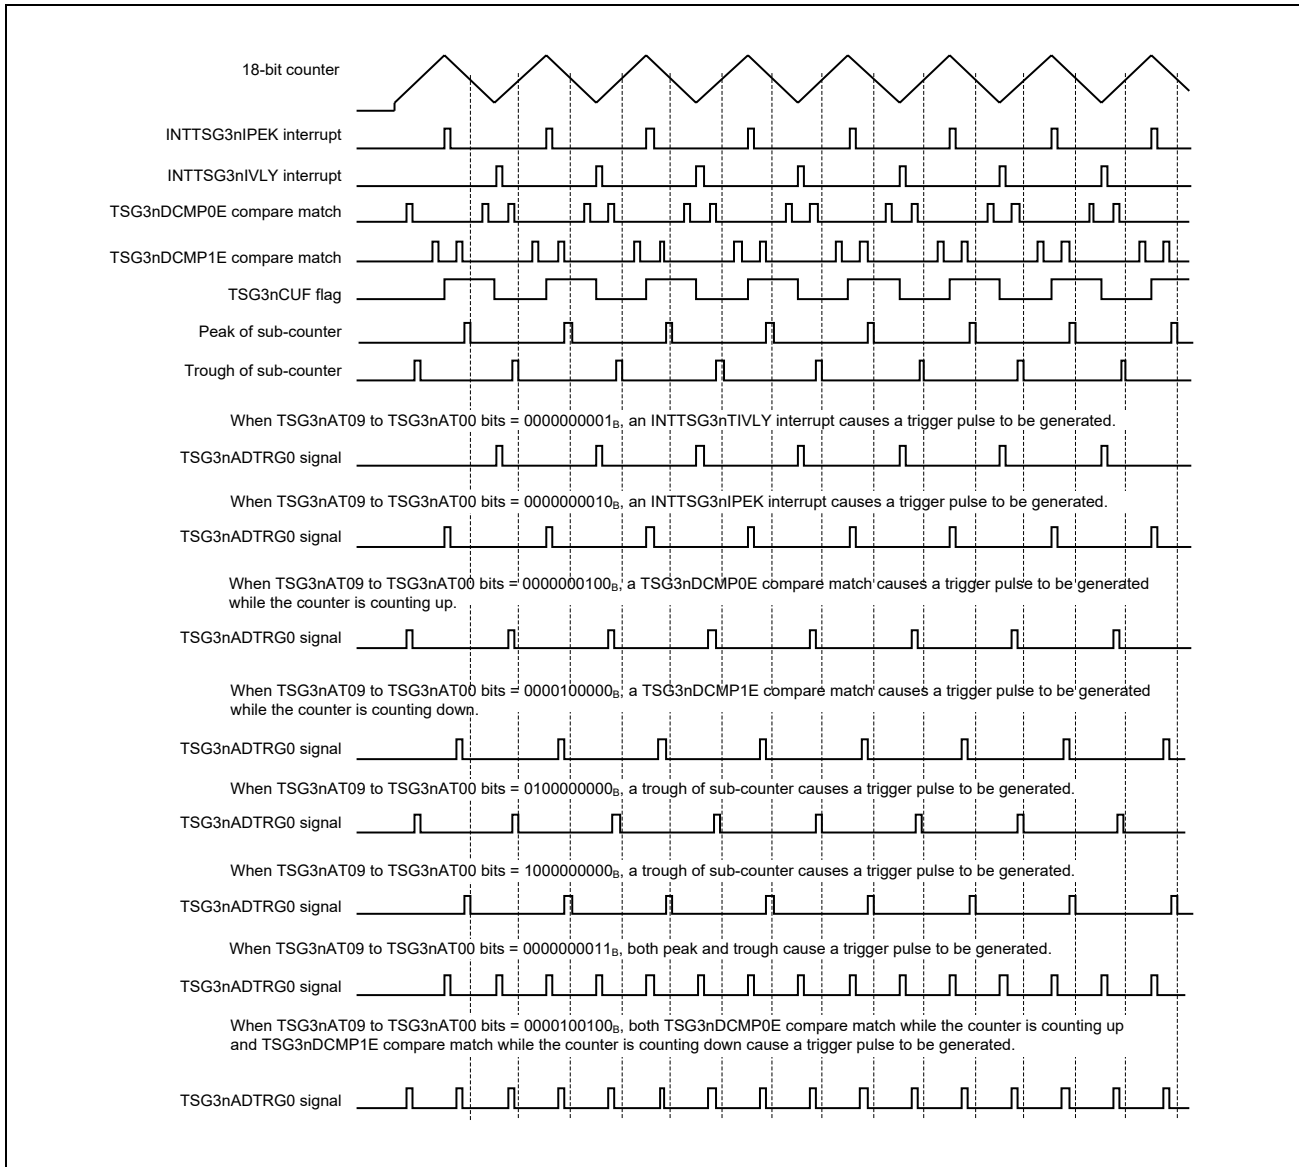 18-bit counter
INTTSG3nIPEK interrupt
INTTSG3nIVLY interrupt
TSG3nDCMP0E compare match
TSG3nDCMP1E compare match
TSG3nCUF flag
Peak of sub-counter
Trough of sub-counter
When TSG3nAT09 to TSG3nAT00 bits = 0000000001B, an INTTSG3nTIVLY interrupt causes a trigger pulse to be generated.
TSG3nADTRG0 signal
When TSG3nAT09 to TSG3nAT00 bits = 0000000010B, an INTTSG3nIPEK interrupt causes a trigger pulse to be generated.
TSG3nADTRG0 signal
When TSG3nAT09 to TSG3nAT00 bits = 0000000100B, a TSG3nDCMP0E compare match causes a trigger pulse to be generated
while the counter is counting up.
TSG3nADTRG0 signal
When TSG3nAT09 to TSG3nAT00 bits = 0000100000B, a TSG3nDCMP1E compare match causes a trigger pulse to be generated
while the counter is counting down.
TSG3nADTRG0 signal
When TSG3nAT09 to TSG3nAT00 bits = 0100000000B, a trough of sub-counter causes a trigger pulse to be generated.
TSG3nADTRG0 signal
When TSG3nAT09 to TSG3nAT00 bits = 1000000000B, a trough of sub-counter causes a trigger pulse to be generated.
TSG3nADTRG0 signal
When TSG3nAT09 to TSG3nAT00 bits = 0000000011B, both peak and trough cause a trigger pulse to be generated.
TSG3nADTRG0 signal
When TSG3nAT09 to TSG3nAT00 bits = 0000100100B, both TSG3nDCMP0E compare match while the counter is counting up
and TSG3nDCMP1E compare match while the counter is counting down cause a trigger pulse to be generated.
TSG3nADTRG0 signal